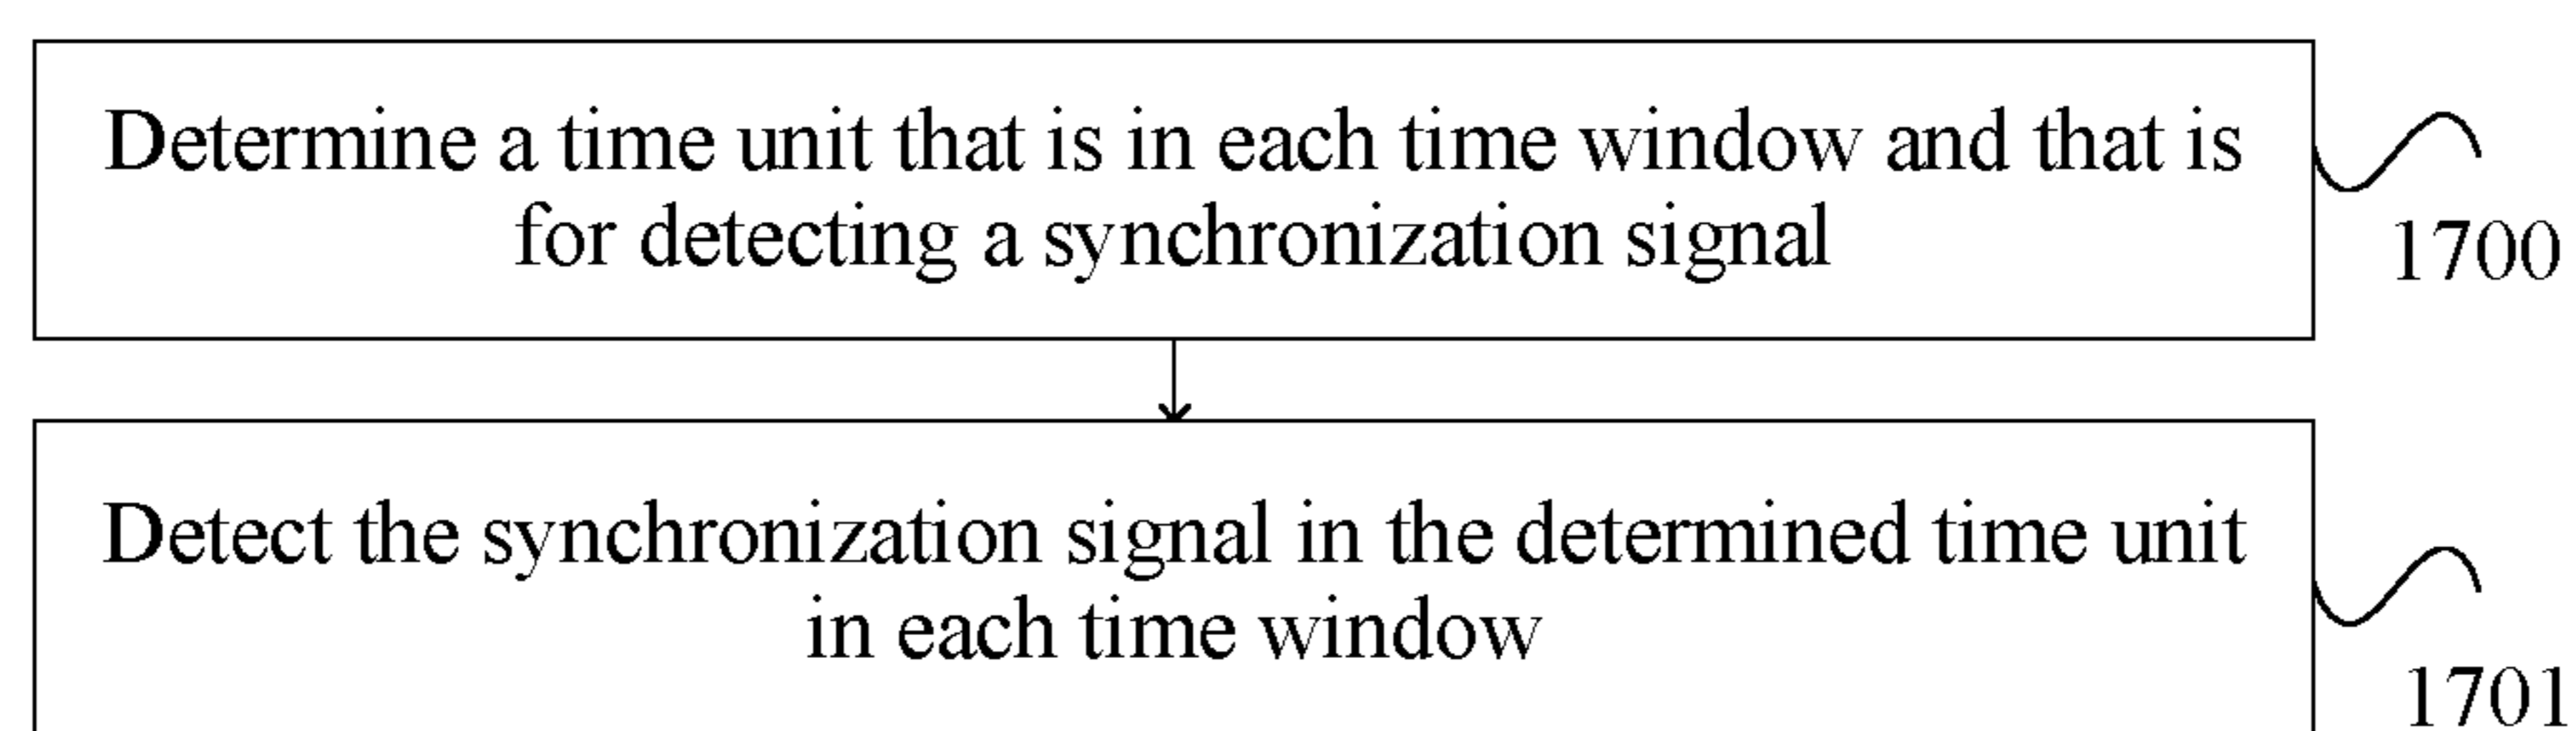 Determine a time unit that is in each time window and that is
for detecting a synchronization signal
1700
Detect the synchronization signal in the determined time unit
in each time window
1701